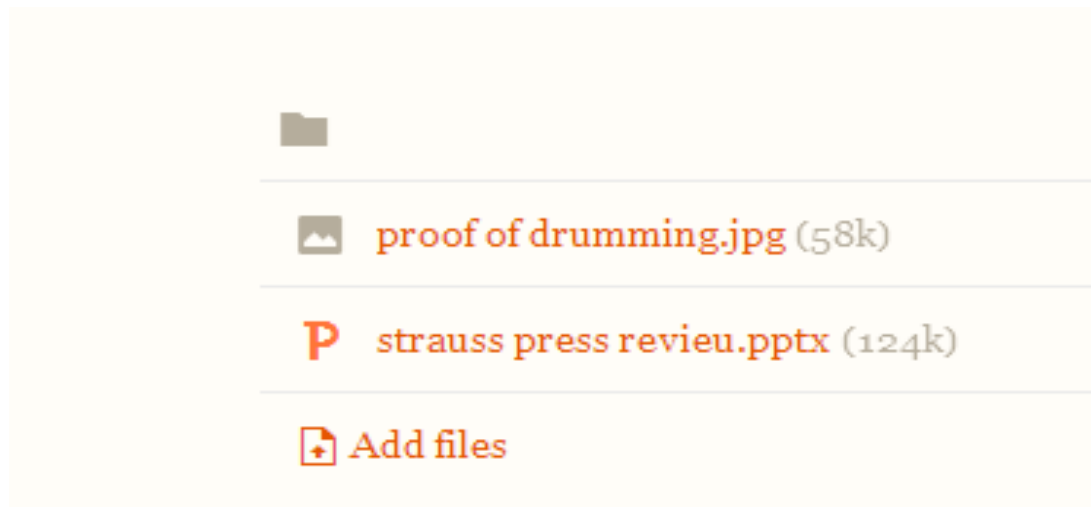 proof of drumming.jpg (58k)
P strauss press revieu.pptx (124k)
Add files